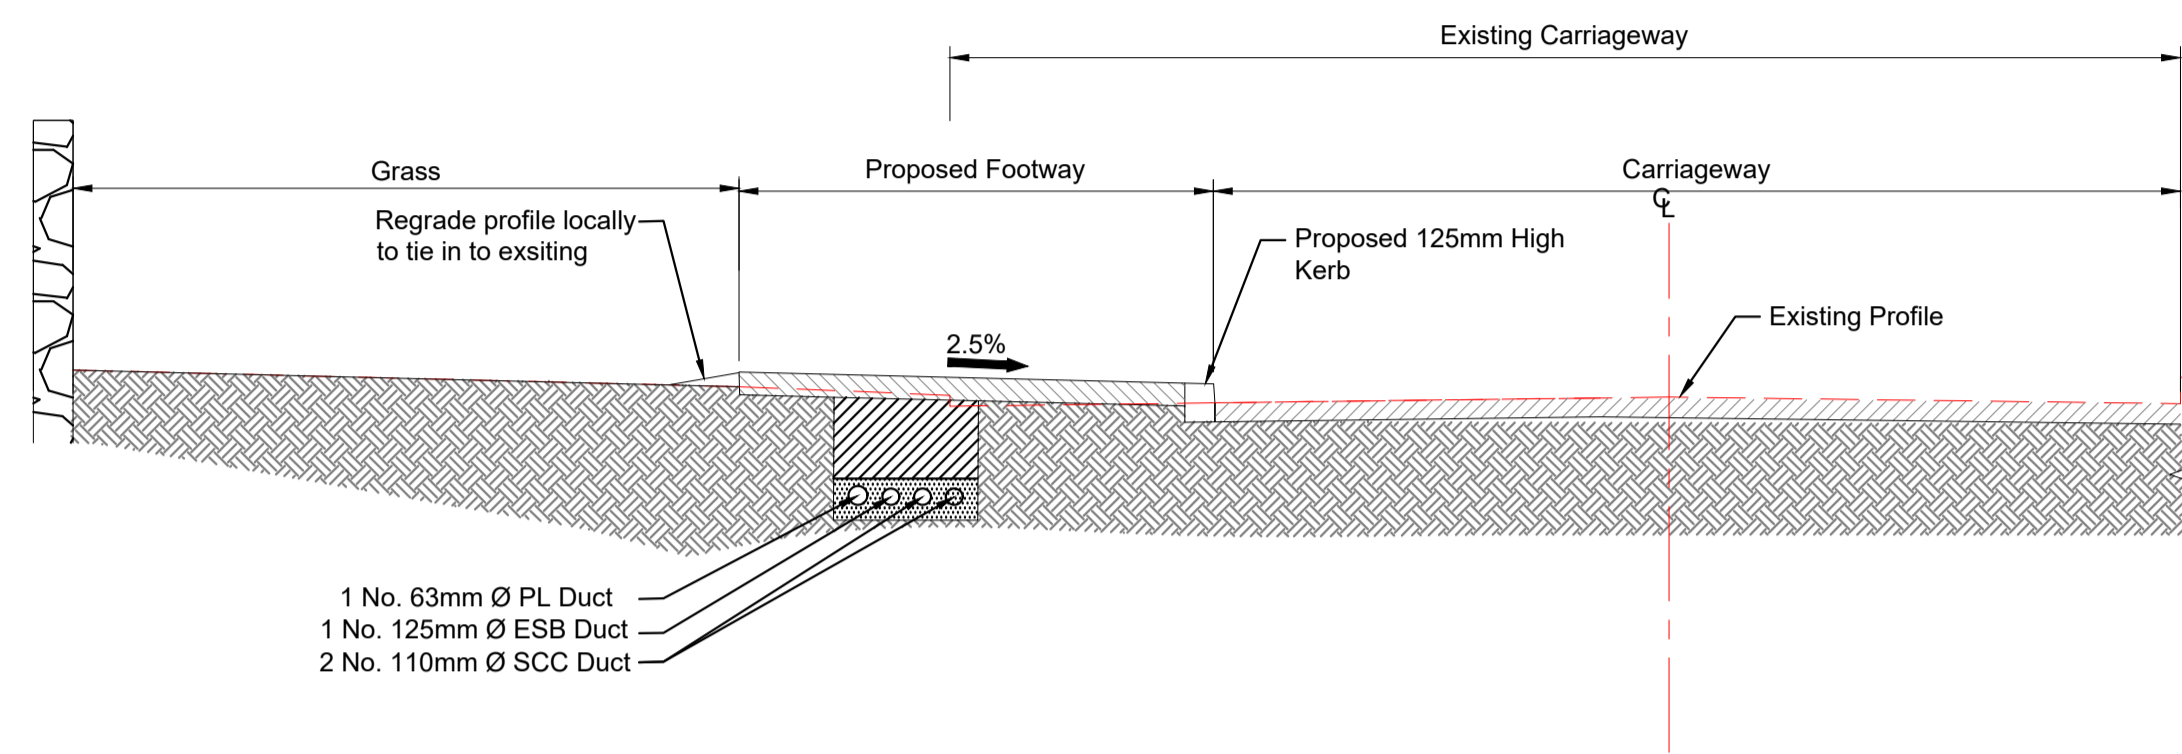 Existing Carriageway
Grass
Proposed Footway
Carriageway
CL
Regrade profile locally
to tie in to exsiting
Proposed 125mm High
Kerb
Existing Profile
2.5%
1 No. 63mm Ø PL Duct
1 No. 125mm Ø ESB Duct
2 No. 110mm Ø SCC Duct